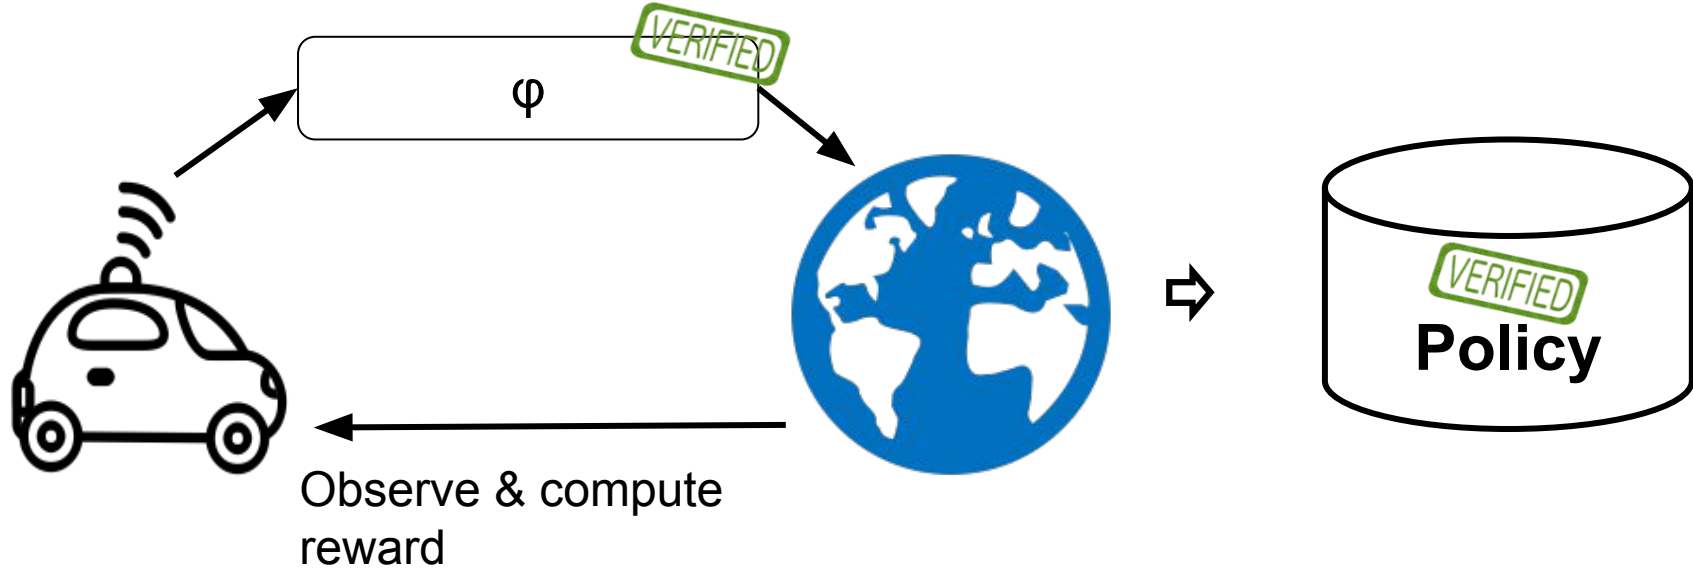 VERIFIED
φ
VERIFIED
Policy
Observe & compute
reward